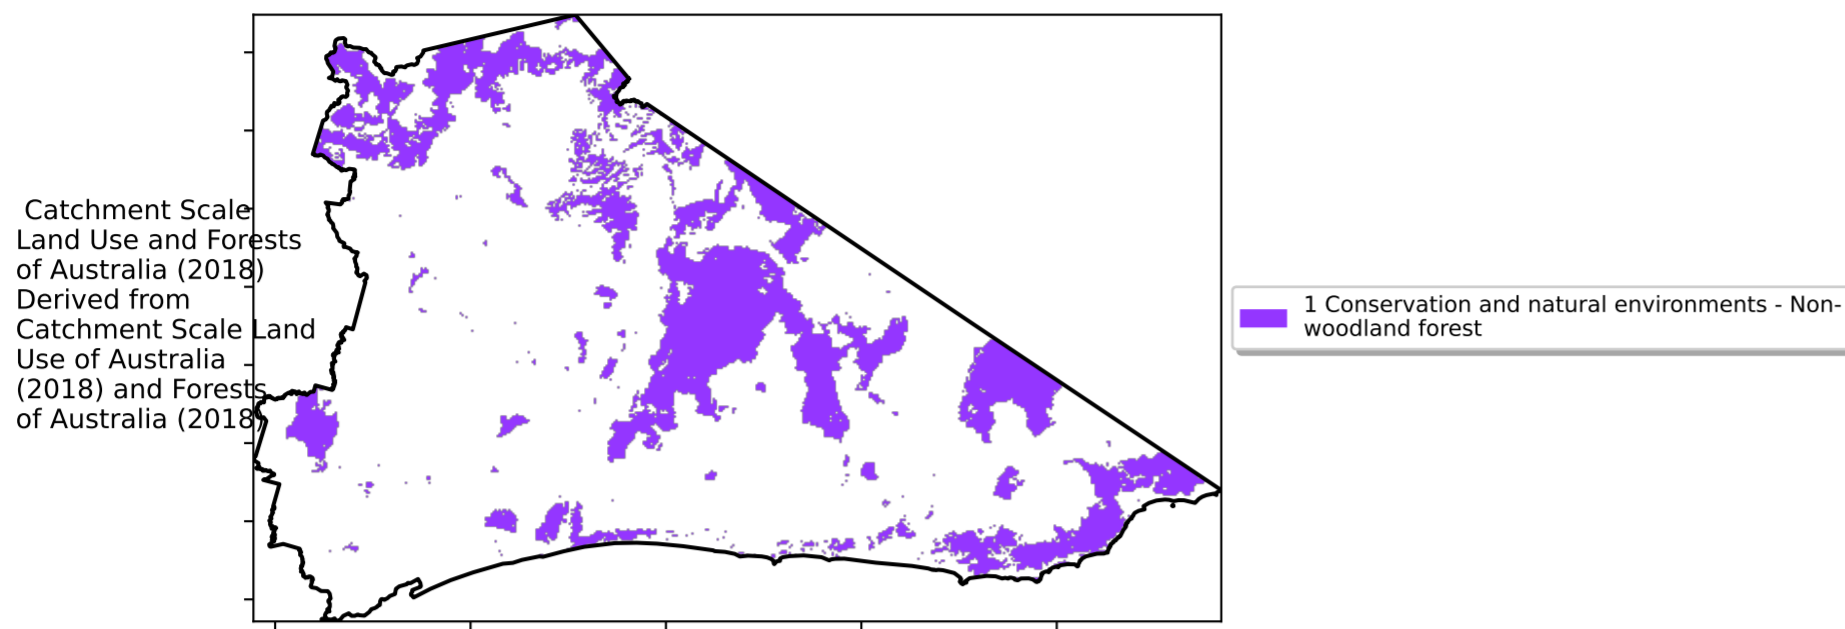 Catchment Scale
Land Use and Forests
of Australia (2018)
Derived from
Catchment Scale Land
Use of Australia
(2018) and Forests
of Australia (2018)
1 Conservation and natural environments - Non-
woodland forest